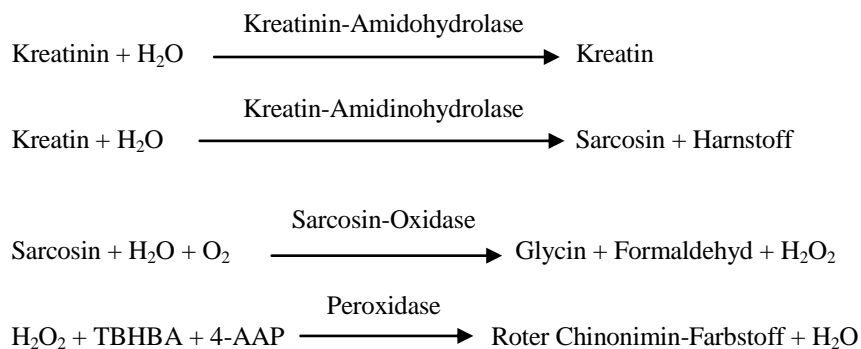 Kreatinin-Amidohydrolase
Kreatinin + H₂O Kreatin
Kreatin-Amidinohydrolase
Kreatin + H₂O Sarcosin + Harnstoff
Sarcosin-Oxidase
Sarcosin + H₂O + O₂ Glycin + Formaldehyd + H₂O₂
Peroxidase
H₂O₂ + TBHBA + 4-AAP Roter Chinonimin-Farbstoff + H₂O